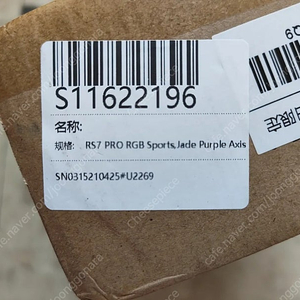 S11622196
名称:
规格: RS7 PRO RGB Sports,Jade Purple Axis
SN0315210425#U2269